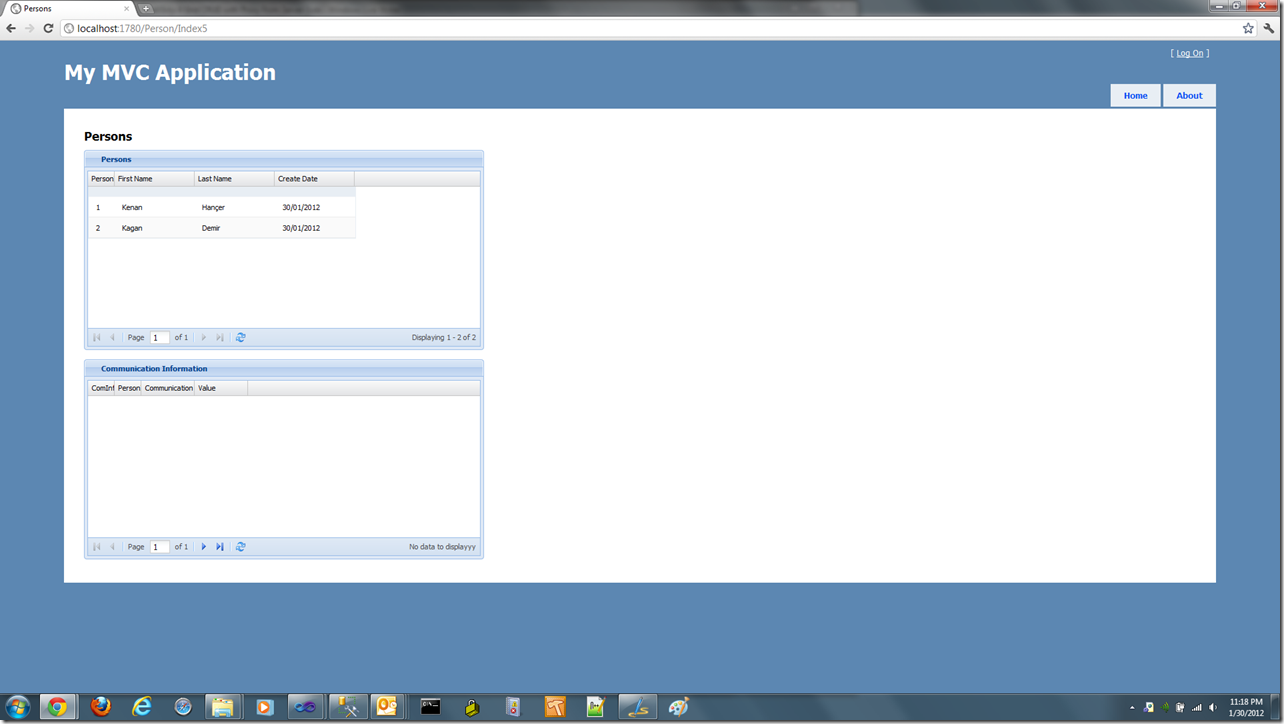 Persons
localhost:1780/Person/Index5
[ Log On ]
My MVC Application
Home About
Persons
Persons
Person First Name Last Name Create Date
1 Kenan Hançer 30/01/2012
2 Kagan Demir 30/01/2012
Page 1 of 1 Displaying 1 - 2 of 2
Communication Information
ComInf Person Communication Value
Page 1 of 1 No data to displayyy
11:18 PM
1/30/2012